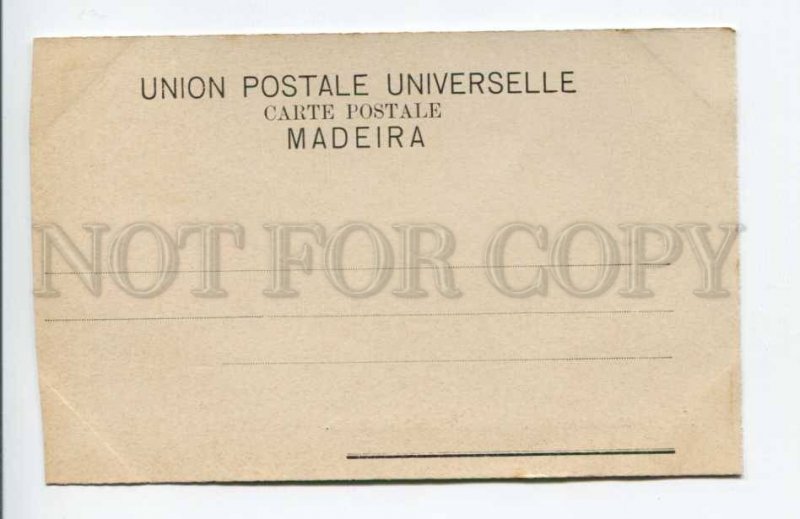 UNION POSTALE UNIVERSELLE
CARTE POSTALE
MADEIRA
NOT FOR COPY